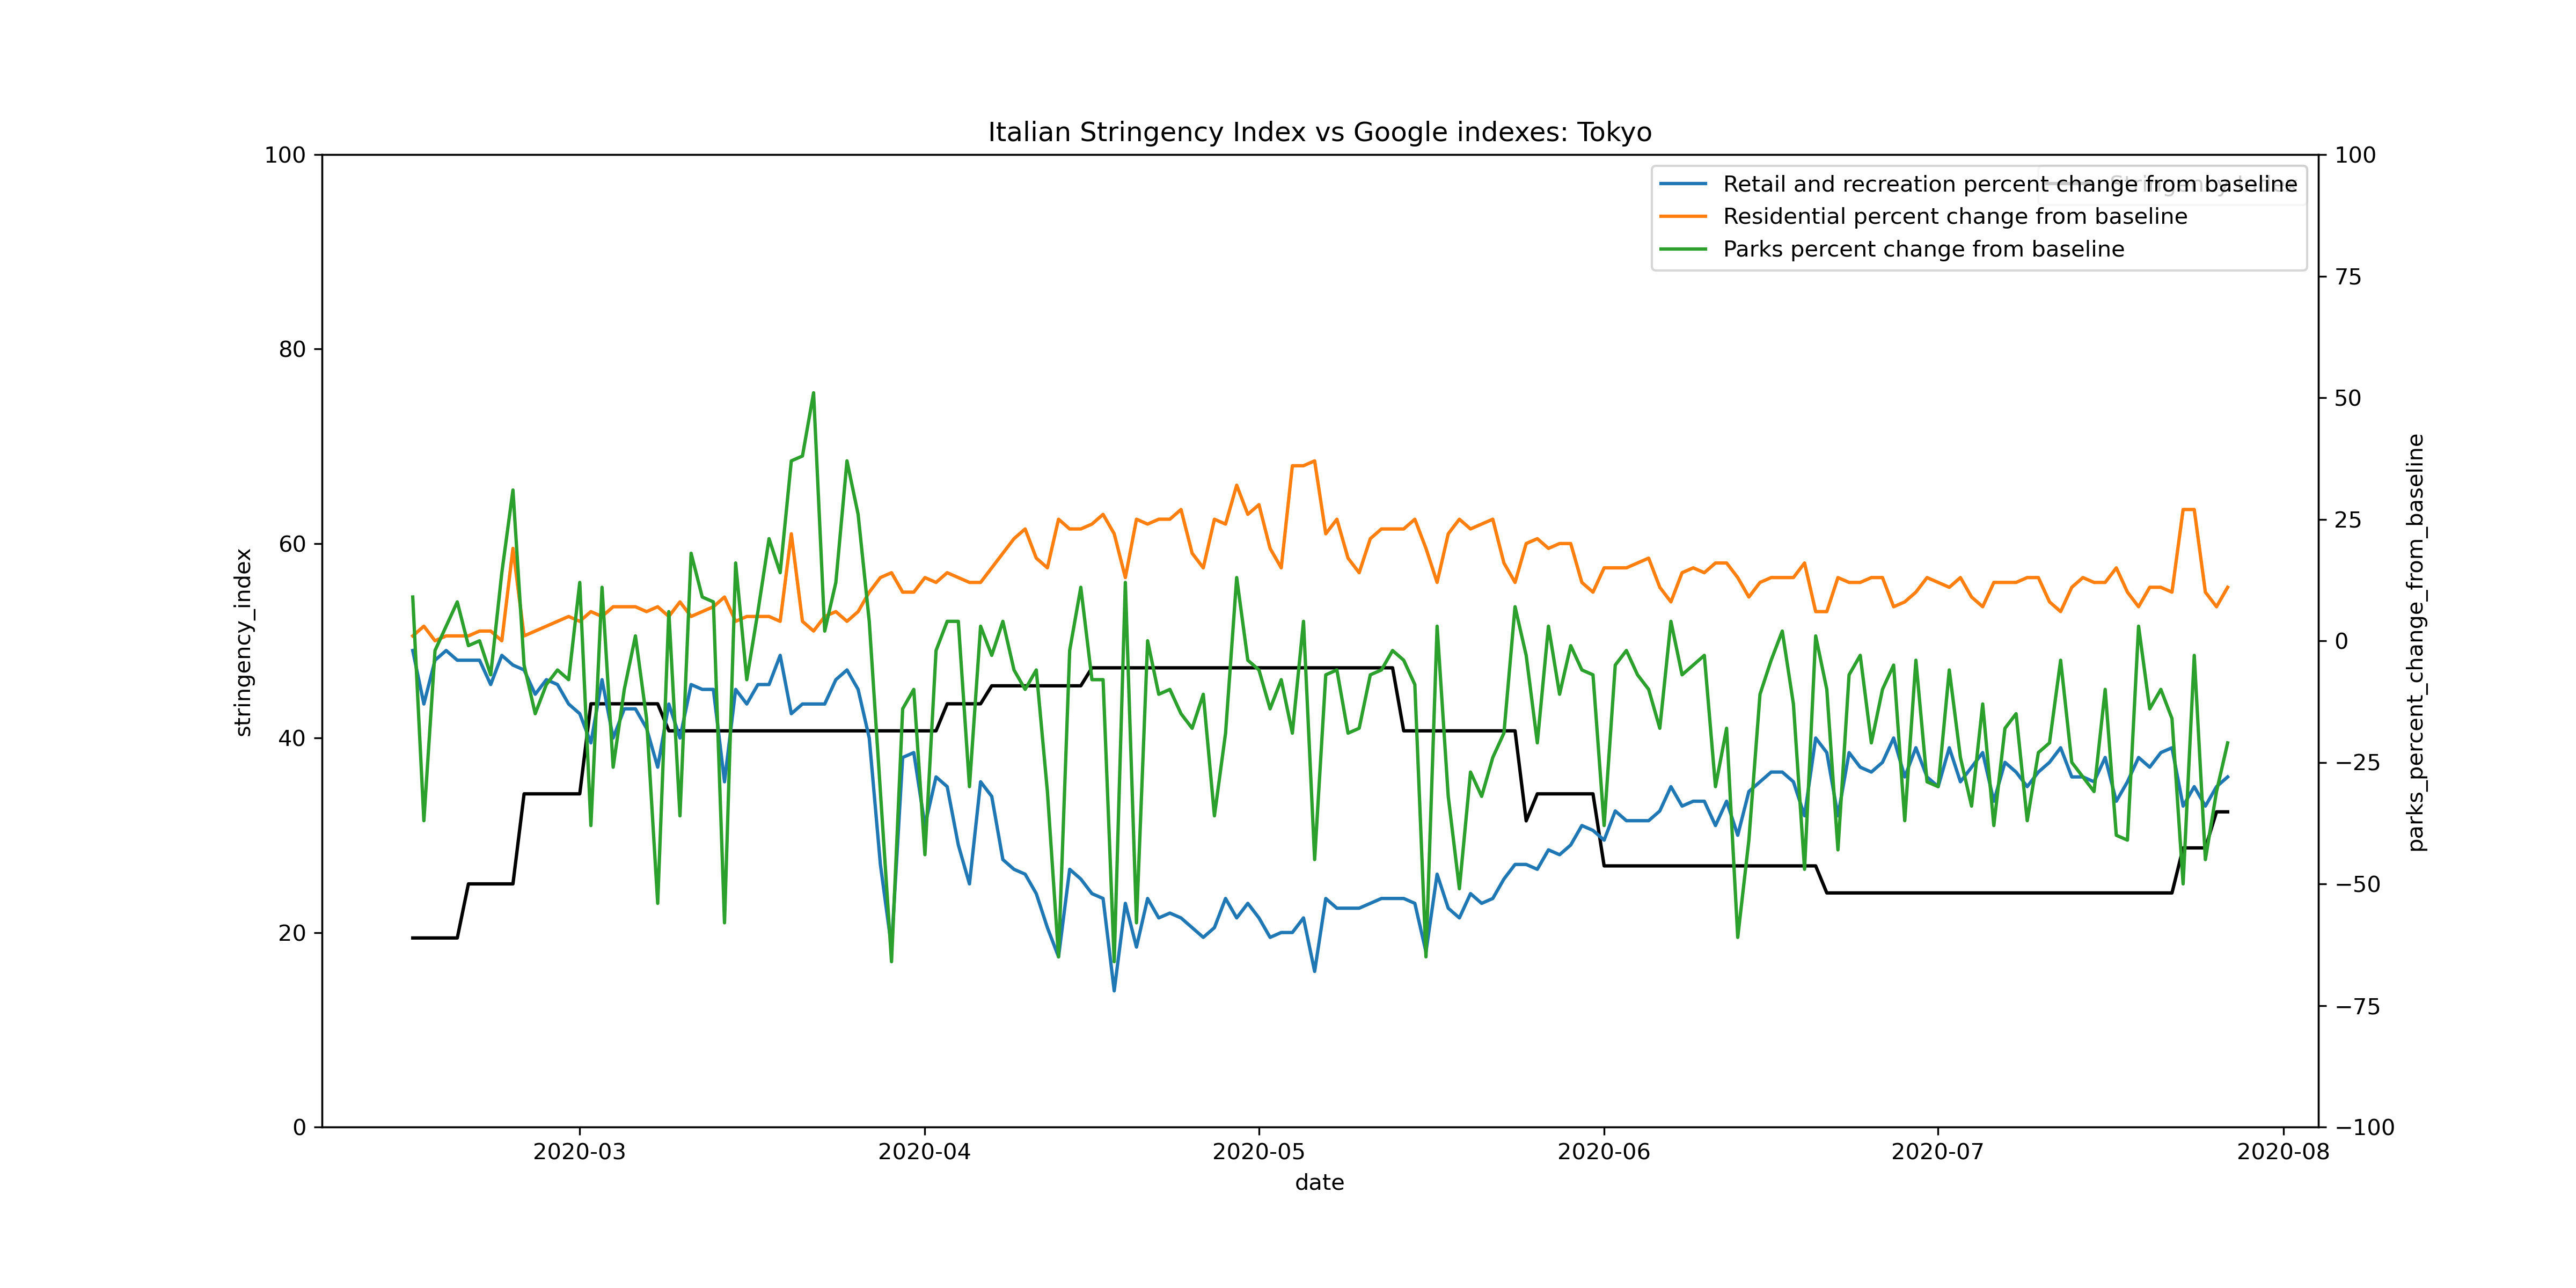 Italian Stringency Index vs Google indexes: Tokyo
Retail and recreation percent change from baseline
Residential percent change from baseline
Parks percent change from baseline
stringency_index
100
80
60
40
20
0
parks_percent_change_from_baseline
100
75
50
25
0
−25
−50
−75
−100
2020-03 2020-04 2020-05 2020-06 2020-07 2020-08
date